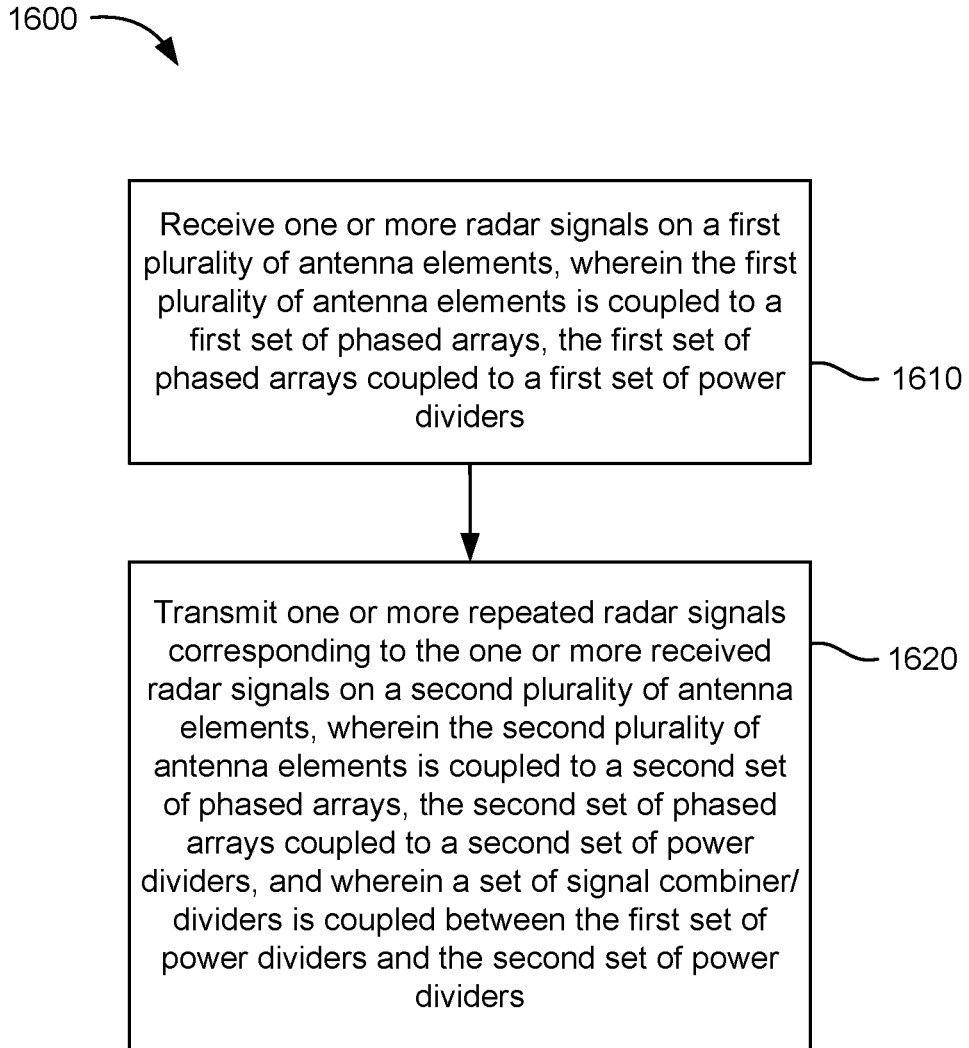 1600
Receive one or more radar signals on a first
plurality of antenna elements, wherein the first
plurality of antenna elements is coupled to a
first set of phased arrays, the first set of
phased arrays coupled to a first set of power
dividers
1610
Transmit one or more repeated radar signals
corresponding to the one or more received
radar signals on a second plurality of antenna
elements, wherein the second plurality of
antenna elements is coupled to a second set
of phased arrays, the second set of phased
arrays coupled to a second set of power
dividers, and wherein a set of signal combiner/
dividers is coupled between the first set of
power dividers and the second set of power
dividers
1620